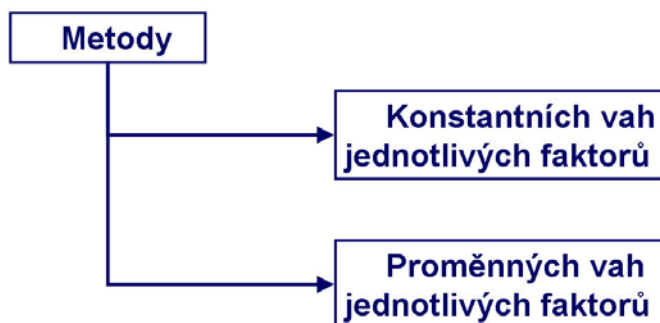 Metody
Konstantních vah
jednotlivých faktorů
Proměnných vah
jednotlivých faktorů